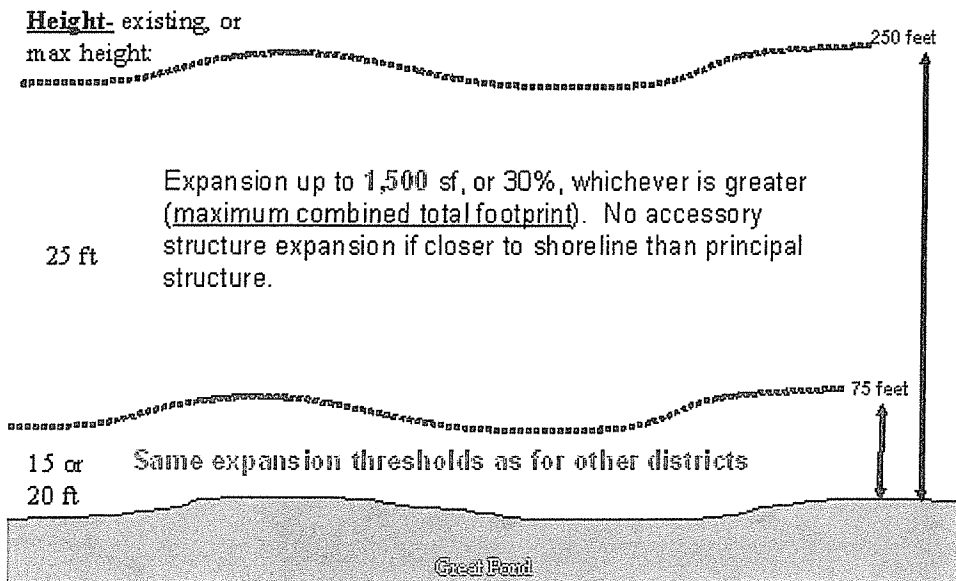 Height- existing, or
max height:
250 feet
Expansion up to 1,500 sf, or 30%, whichever is greater
(maximum combined total footprint). No accessory
structure expansion if closer to shoreline than principal
structure.
25 ft
75 feet
15 or
20 ft
Same expansion thresholds as for other districts
Great Pond